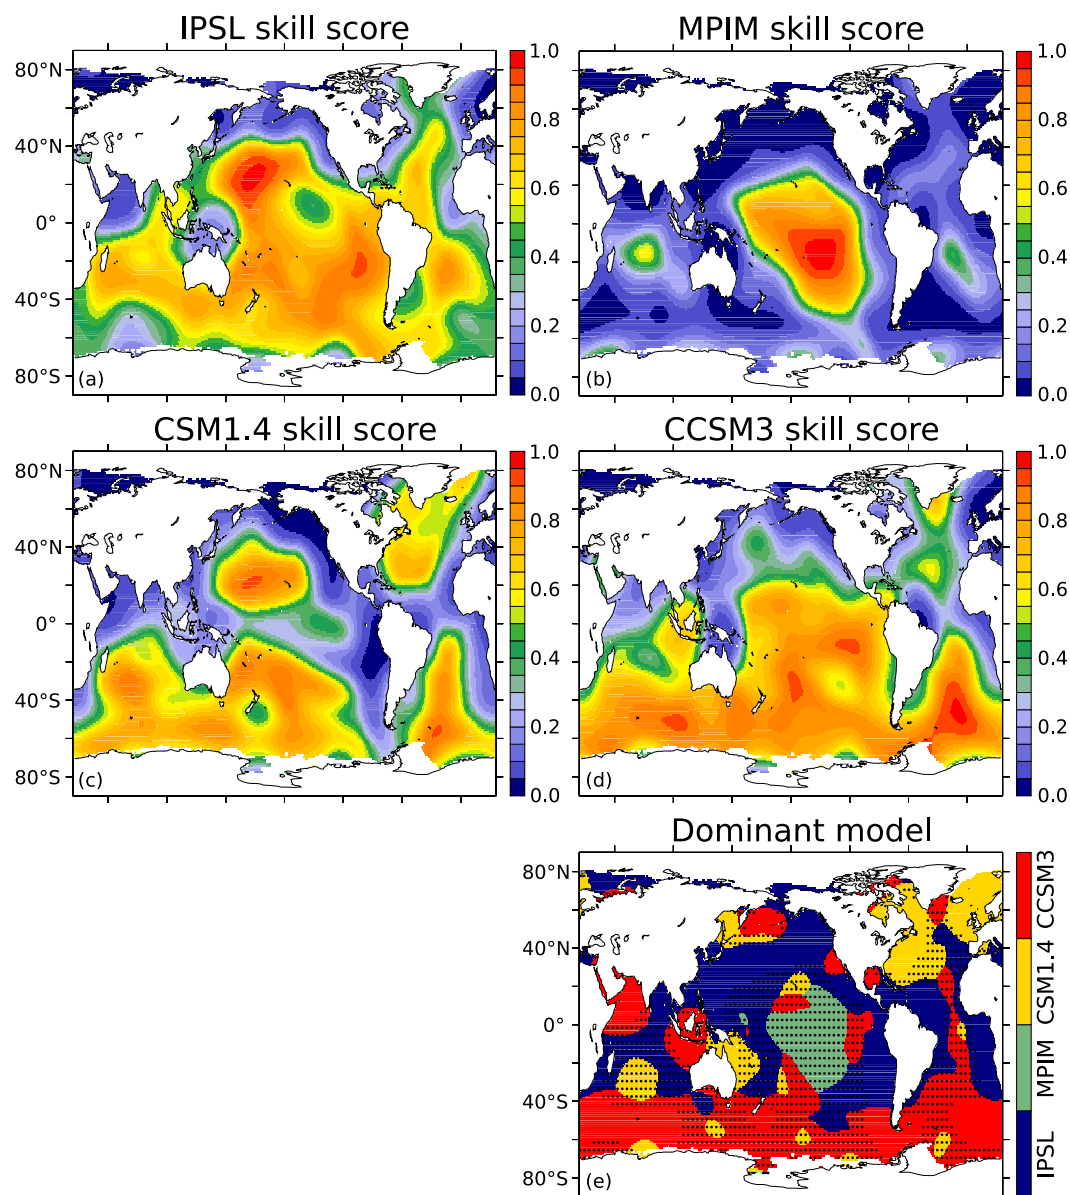 IPSL skill score
MPIM skill score
80°N
40°N
0°
40°S
80°S
(a)
1.0
0.8
0.6
0.4
0.2
0.0
(b)
1.0
0.8
0.6
0.4
0.2
0.0
CSM1.4 skill score
CCSM3 skill score
80°N
40°N
0°
40°S
80°S
(c)
1.0
0.8
0.6
0.4
0.2
0.0
(d)
1.0
0.8
0.6
0.4
0.2
0.0
Dominant model
80°N
40°N
0°
40°S
80°S
(e)
IPSL MPIM CSM1.4 CCSM3